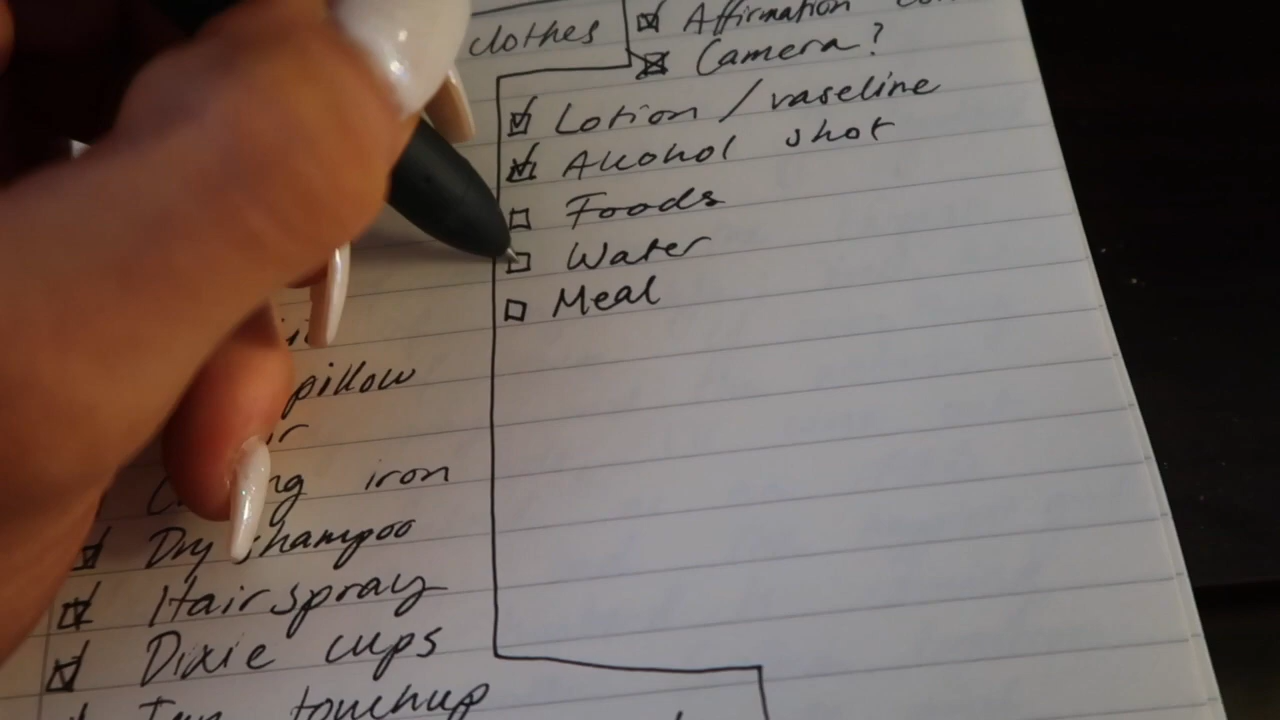 clothes
Affirmation
Camera?
Lotion / vaseline
Alcohol shot
Foods
Water
Meal
pillow
iron
Dry shampoo
Hairspray
Dixie cups
touchup